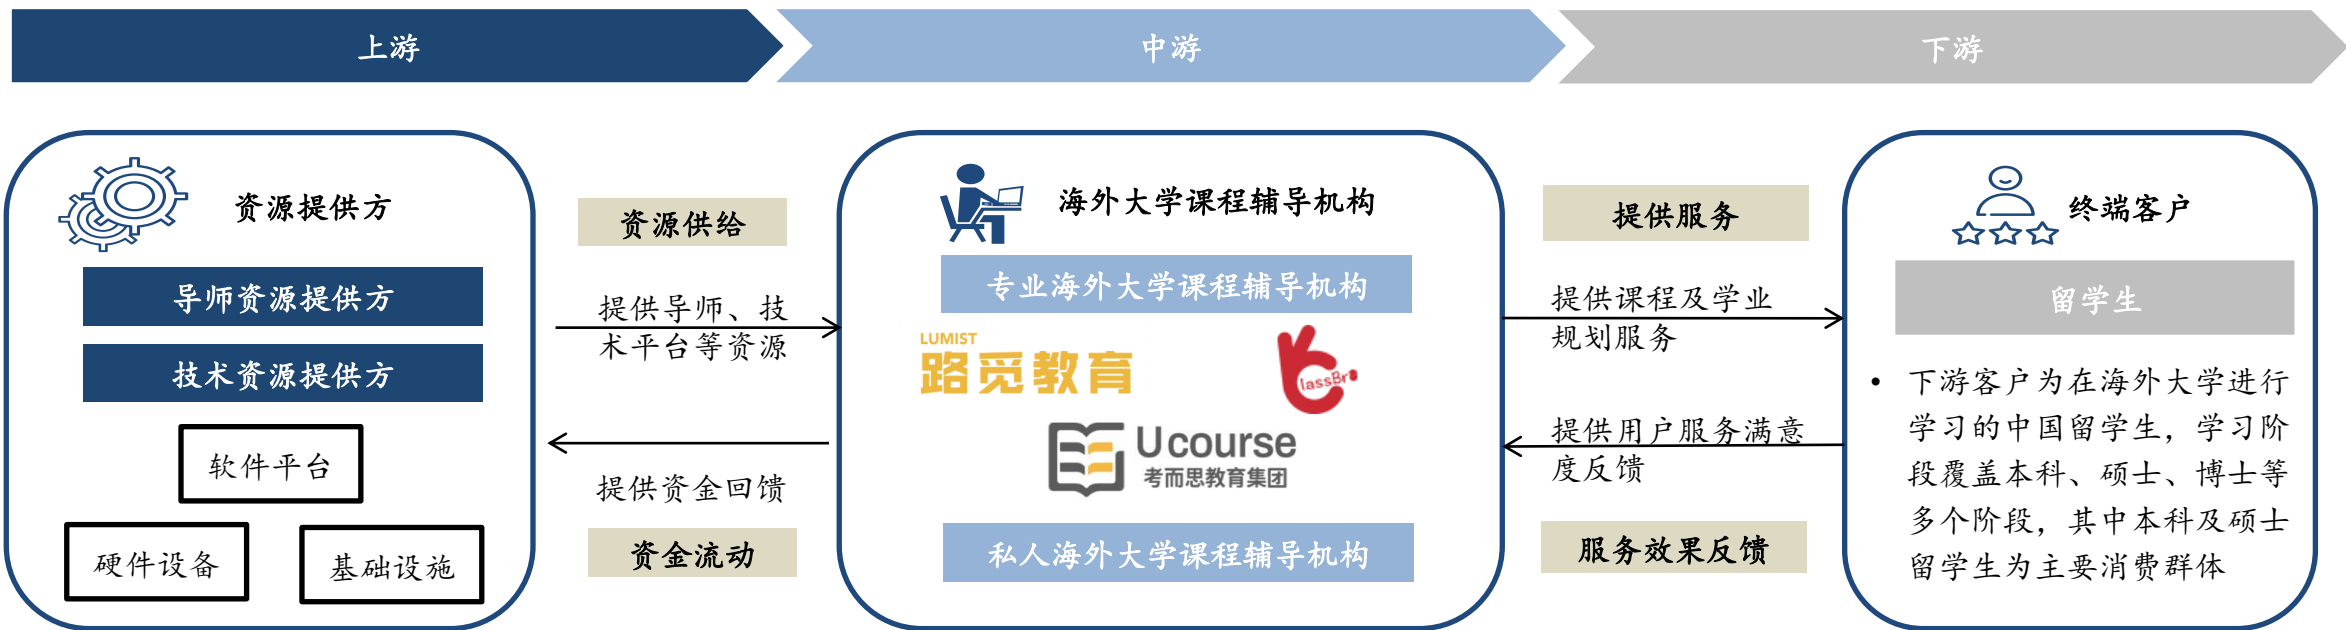 上游
中游
下游
资源提供方
导师资源提供方
技术资源提供方
软件平台
硬件设备
基础设施
资源供给
提供导师、技
术平台等资源
提供资金回馈
资金流动
海外大学课程辅导机构
专业海外大学课程辅导机构
LUMIST
路觅教育
lassBro
Ucourse
考而思教育集团
私人海外大学课程辅导机构
提供服务
提供课程及学业
规划服务
提供用户服务满意
度反馈
服务效果反馈
终端客户
留学生
• 下游客户为在海外大学进行
学习的中国留学生，学习阶
段覆盖本科、硕士、博士等
多个阶段，其中本科及硕士
留学生为主要消费群体